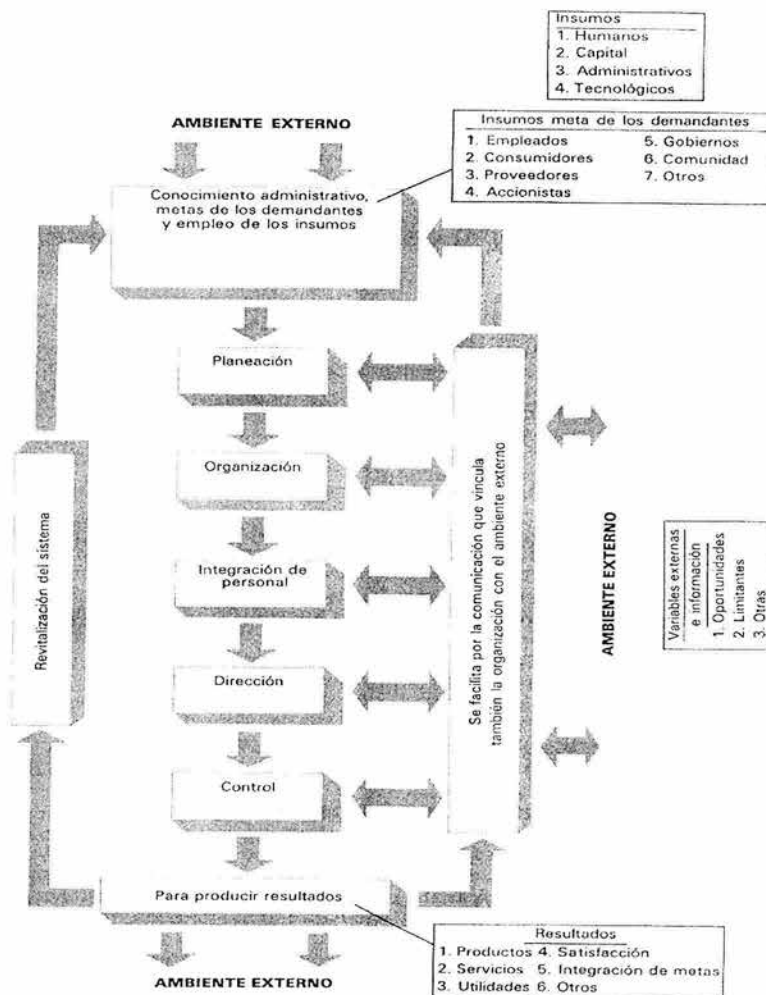 Insumos
1. Humanos
2. Capital
3. Administrativos
4. Tecnológicos
AMBIENTE EXTERNO
Insumos meta de los demandantes
1. Empleados 5. Gobiernos
2. Consumidores 6. Comunidad
3. Proveedores 7. Otros
4. Accionistas
Conocimiento administrativo,
metas de los demandantes
y empleo de los insumos
Planeación
Organización
Integración de
personal
Dirección
Control
Revitalización del sistema
Se facilita por la comunicación que vincula
también la organización con el ambiente externo
AMBIENTE EXTERNO
Variables externas
e información
1. Oportunidades
2. Limitantes
3. Otras
Para producir resultados
Resultados
1. Productos 4. Satisfacción
2. Servicios 5. Integración de metas
3. Utilidades 6. Otros
AMBIENTE EXTERNO